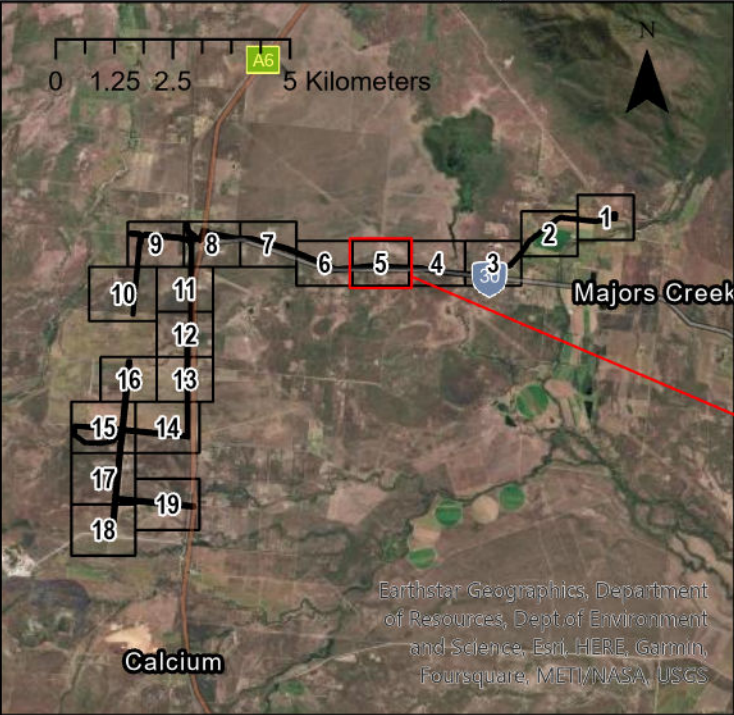 N
A6
0 1.25 2.5 5 Kilometers
1
2
9 8 7 6 5 4 3
30
10 11
Majors Creek
12
16 13
15 14
17
19
18
Earthstar Geographics, Department
of Resources, Dept.of Environment
and Science, Esri, HERE, Garmin,
Foursquare, METI/NASA, USGS
Calcium